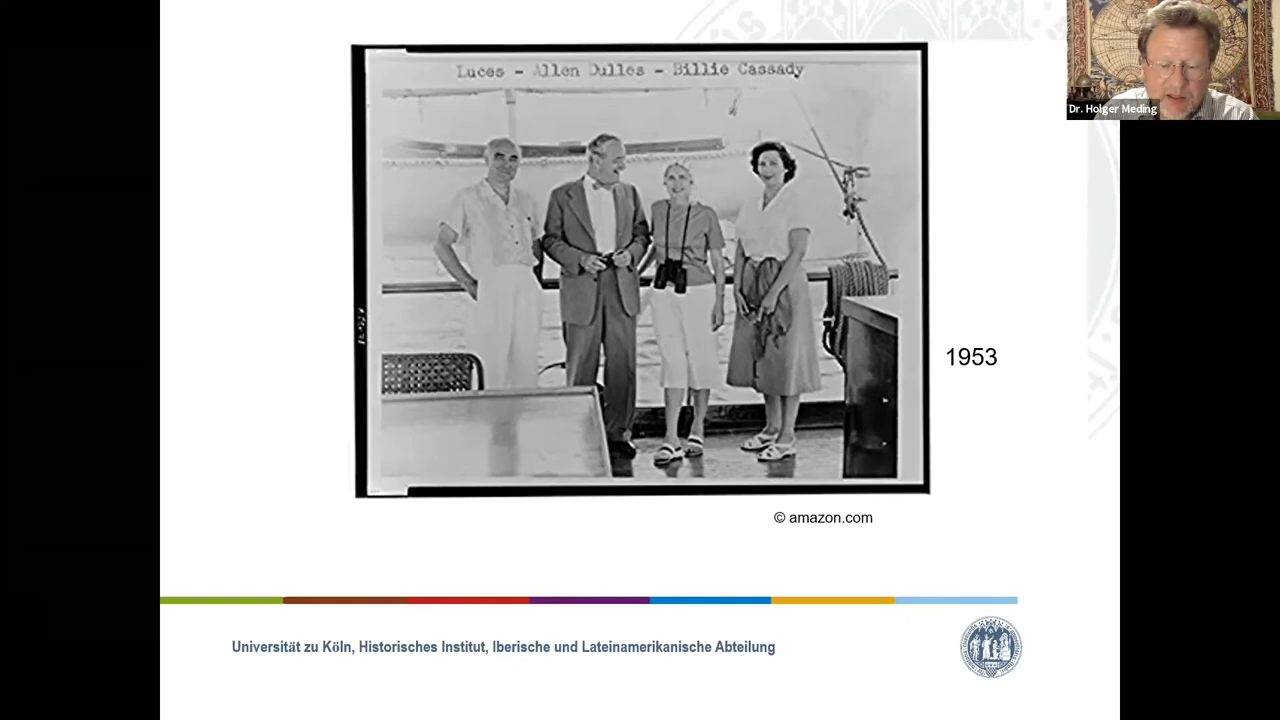 Luces - Allen Dulles - Billie Cassady
Dr. Holger Meding
1953
© amazon.com
Universität zu Köln, Historisches Institut, Iberische und Lateinamerikanische Abteilung